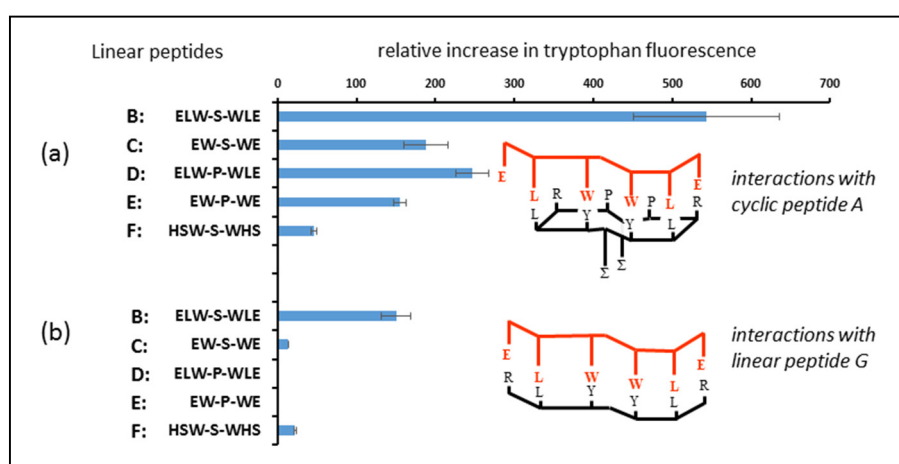 Linear peptides relative increase in tryptophan fluorescence
0 100 200 300 400 500 600 700
(a)
B: ELW-S-WLE
C: EW-S-WE
D: ELW-P-WLE
E: EW-P-WE
F: HSW-S-WHS
E L W W L E
R P P R
L Y Y L
Σ Σ
interactions with
cyclic peptide A
(b)
B: ELW-S-WLE
C: EW-S-WE
D: ELW-P-WLE
E: EW-P-WE
F: HSW-S-WHS
E L W W L E
R L Y Y L R
interactions with
linear peptide G